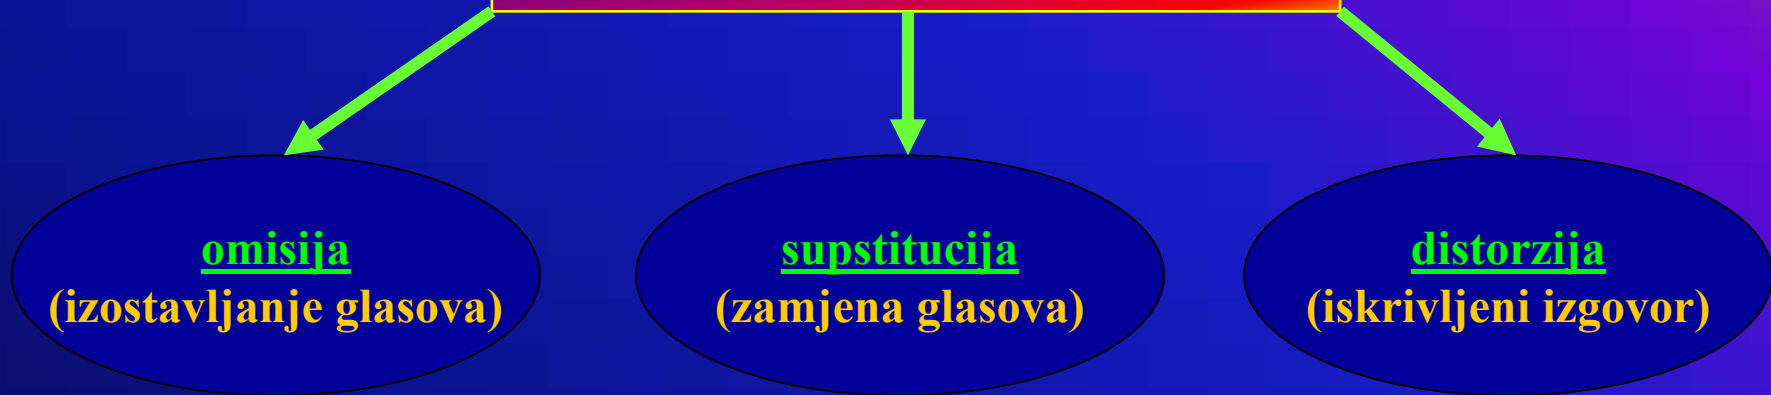 omisija
(izostavljanje glasova)
supstitucija
(zamjena glasova)
distorzija
(iskrivljeni izgovor)